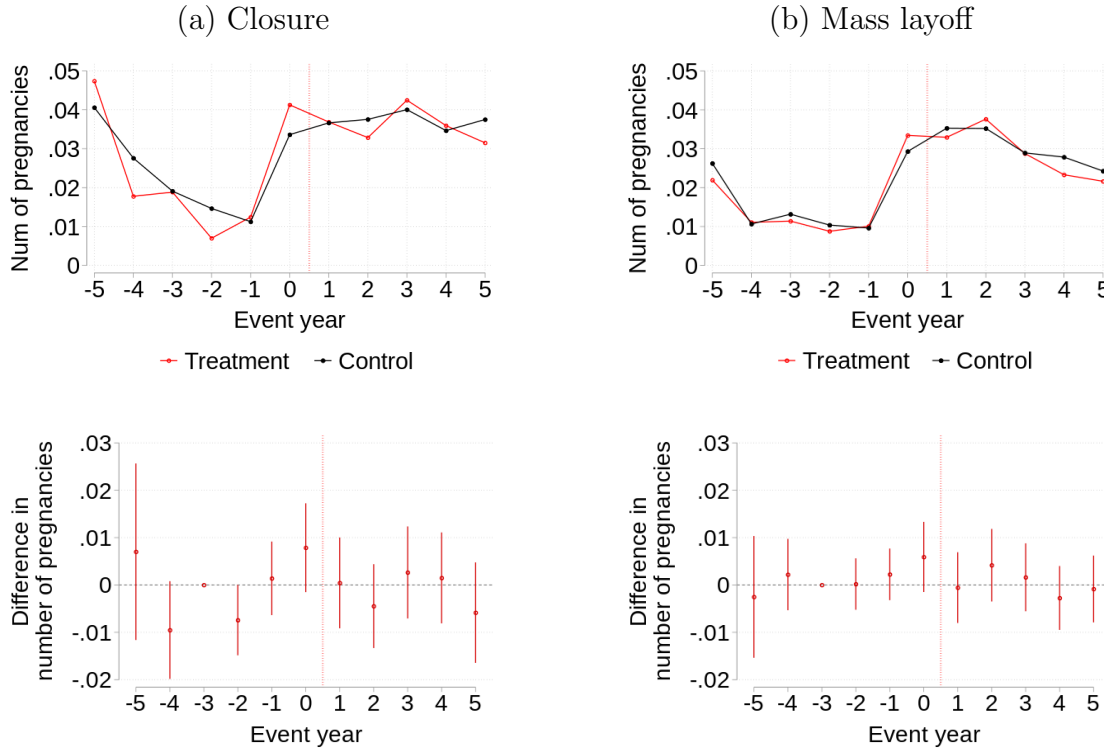 (a) Closure
.05
.04
.03
.02
.01
0
Num of pregnancies
-5 -4 -3 -2 -1 0 1 2 3 4 5
Event year
Treatment Control
(b) Mass layoff
.05
.04
.03
.02
.01
0
Num of pregnancies
-5 -4 -3 -2 -1 0 1 2 3 4 5
Event year
Treatment Control
.03
.02
.01
0
-.01
-.02
Difference in
number of pregnancies
-5 -4 -3 -2 -1 0 1 2 3 4 5
Event year
.03
.02
.01
0
-.01
-.02
Difference in
number of pregnancies
-5 -4 -3 -2 -1 0 1 2 3 4 5
Event year